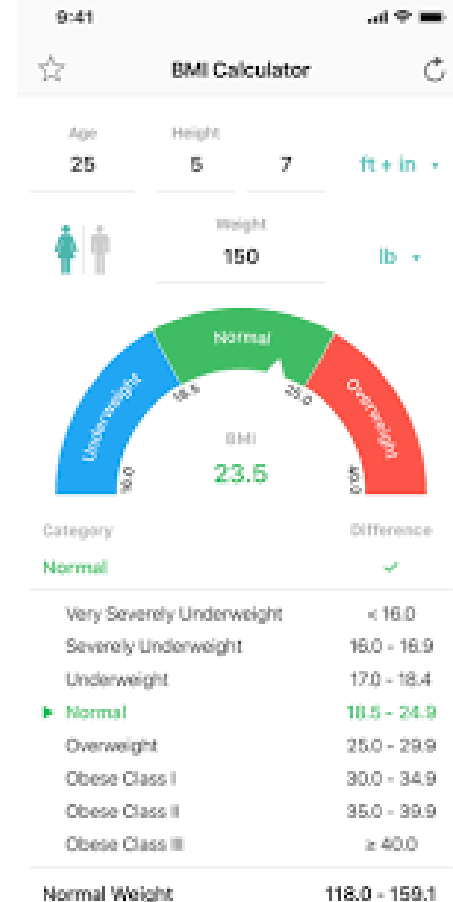 9:41
BMI Calculator
Age Height
25 5 7 ft + in
Weight
150 lb
Normal
Underweight
Overweight
18.5 25.0
16.0 40.0
BMI
23.5
Category Difference
Normal
Very Severely Underweight < 16.0
Severely Underweight 16.0 - 16.9
Underweight 17.0 - 18.4
Normal 18.5 - 24.9
Overweight 25.0 - 29.9
Obese Class I 30.0 - 34.9
Obese Class II 35.0 - 39.9
Obese Class III ≥ 40.0
Normal Weight 118.0 - 159.1